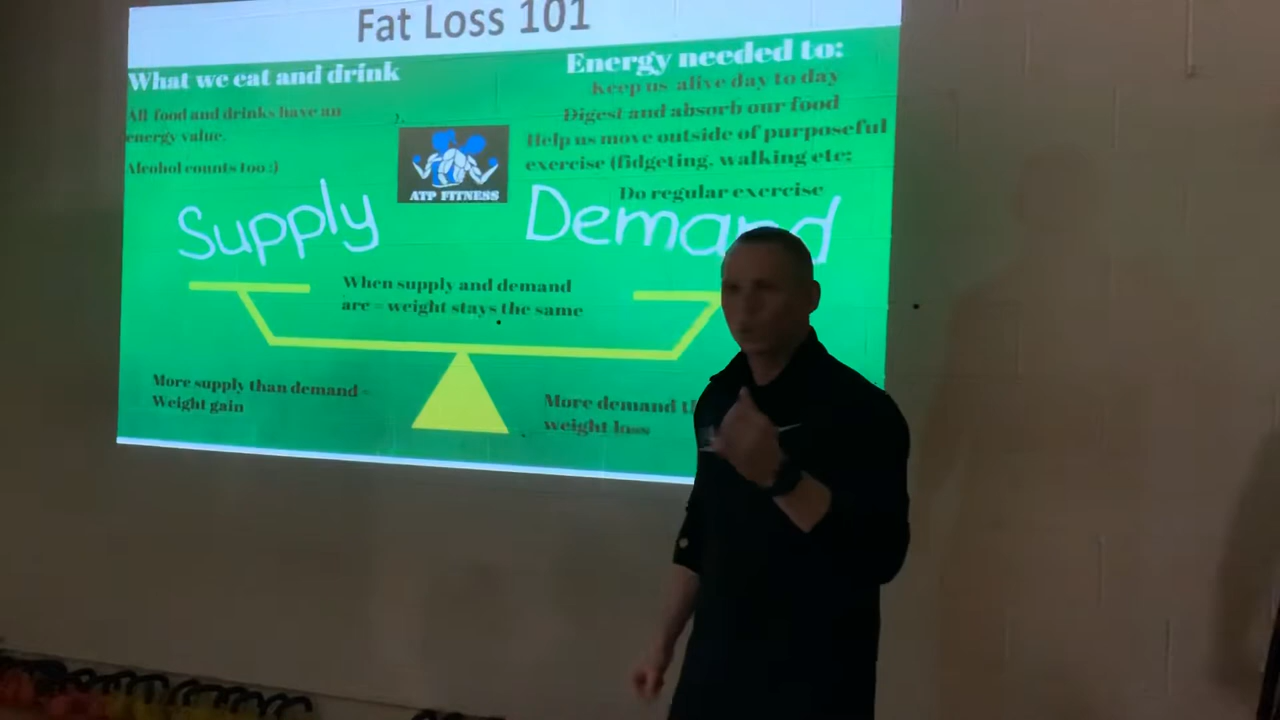 Fat Loss 101
What we eat and drink
All food and drinks have an
energy value.
Alcohol counts too :)
Energy needed to:
Keep us alive day to day
Digest and absorb our food
Help us move outside of purposeful
exercise (fidgeting. walking etc;
Do regular exercise
ATP FITNESS
Supply
Demand
When supply and demand
are = weight stays the same
More supply than demand =
Weight gain
More demand
weight loss